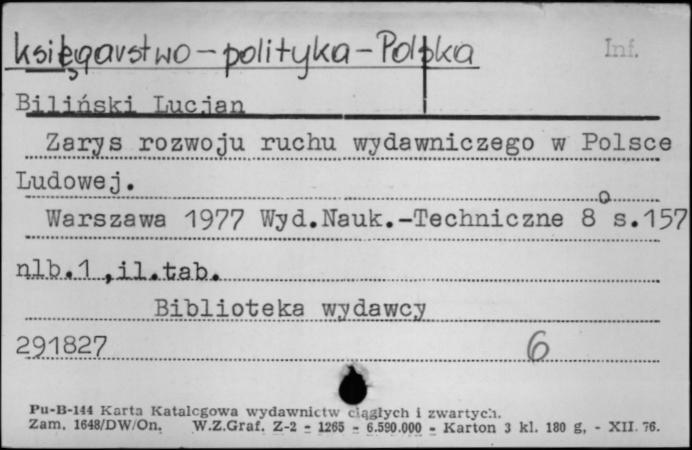 księgarstwo - polityka - Polska Inf.
Biliński Lucjan
Zarys rozwoju ruchu wydawniczego w Polsce
Ludowej.
Warszawa 1977 Wyd.Nauk.-Techniczne 8° s.157
nlb.1,il.tab.
Biblioteka wydawcy
291827 6
Pu-B-144 Karta Katalogowa wydawnictw ciągłych i zwartych.
Zam. 1648/DW/On. W.Z.Graf. Z-2 - 1265 - 6.590.000 - Karton 3 kl. 180 g, - XII. 76.